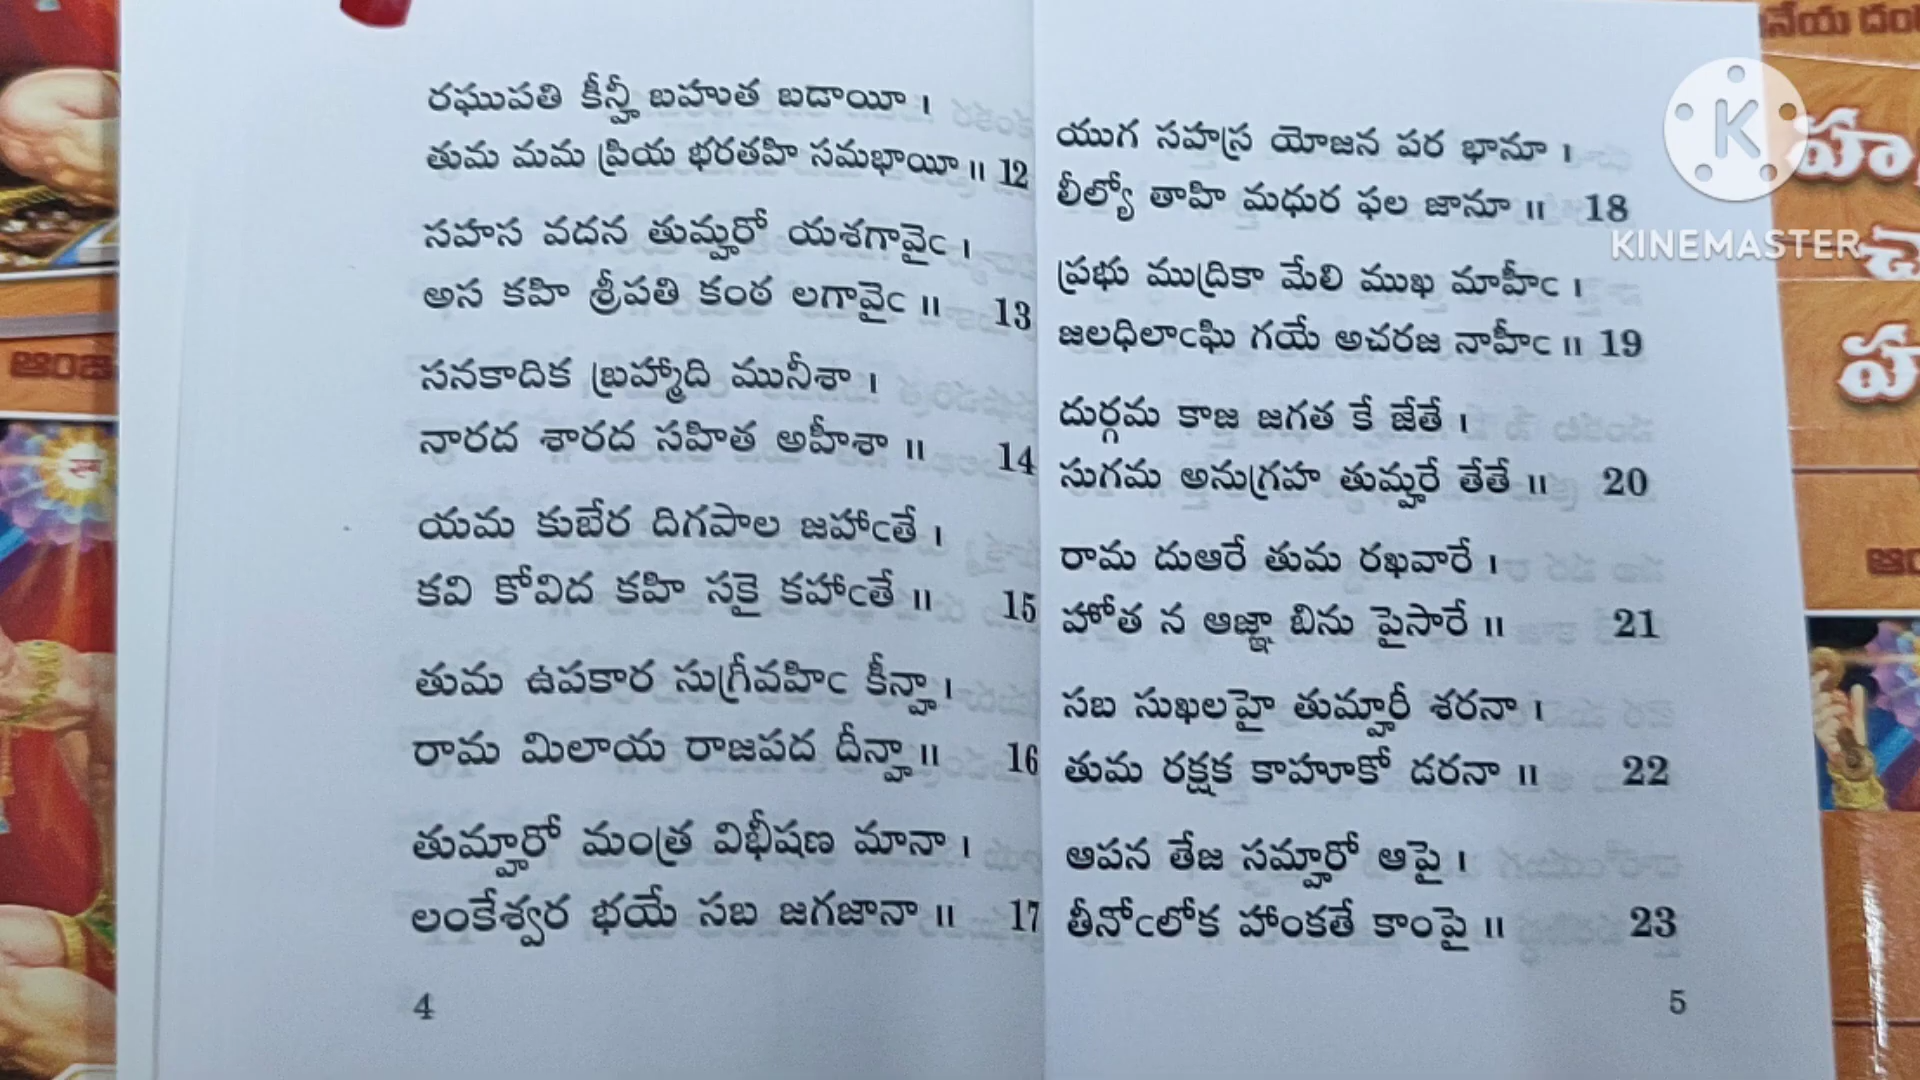 రఘుపతి కీన్హీ బహుత బడాయీ ।
తుమ మమ ప్రియ భరతహి సమభాయీ ॥ 12
సహస వదన తుమ్హరో యశగావైఁ ।
అస కహి శ్రీపతి కంఠ లగావైఁ ॥ 13
సనకాదిక బ్రహ్మాది మునీశా ।
నారద శారద సహిత అహీశా ॥ 14
యమ కుబేర దిగపాల జహాఁతే ।
కవి కోవిద కహి సకై కహాఁతే ॥ 15
తుమ ఉపకార సుగ్రీవహిఁ కీన్హా ।
రామ మిలాయ రాజపద దీన్హా ॥ 16
తుమ్హారో మంత్ర విభీషణ మానా ।
లంకేశ్వర భయే సబ జగజానా ॥ 17
4
యుగ సహస్ర యోజన పర భానూ ।
లీల్యో తాహి మధుర ఫల జానూ ॥ 18
ప్రభు ముద్రికా మేలి ముఖ మాహీఁ ।
జలధిలాఁఘి గయే అచరజ నాహీఁ ॥ 19
దుర్గమ కాజ జగత కే జేతే ।
సుగమ అనుగ్రహ తుమ్హరే తేతే ॥ 20
రామ దుఆరే తుమ రఖవారే ।
హోత న ఆజ్ఞా బిను పైసారే ॥ 21
సబ సుఖలహై తుమ్హారీ శరనా ।
తుమ రక్షక కాహూకో డరనా ॥ 22
ఆపన తేజ సమ్హారో ఆపై ।
తీనోఁలోక హాంకతే కాంపై ॥ 23
5
K
KINEMASTER